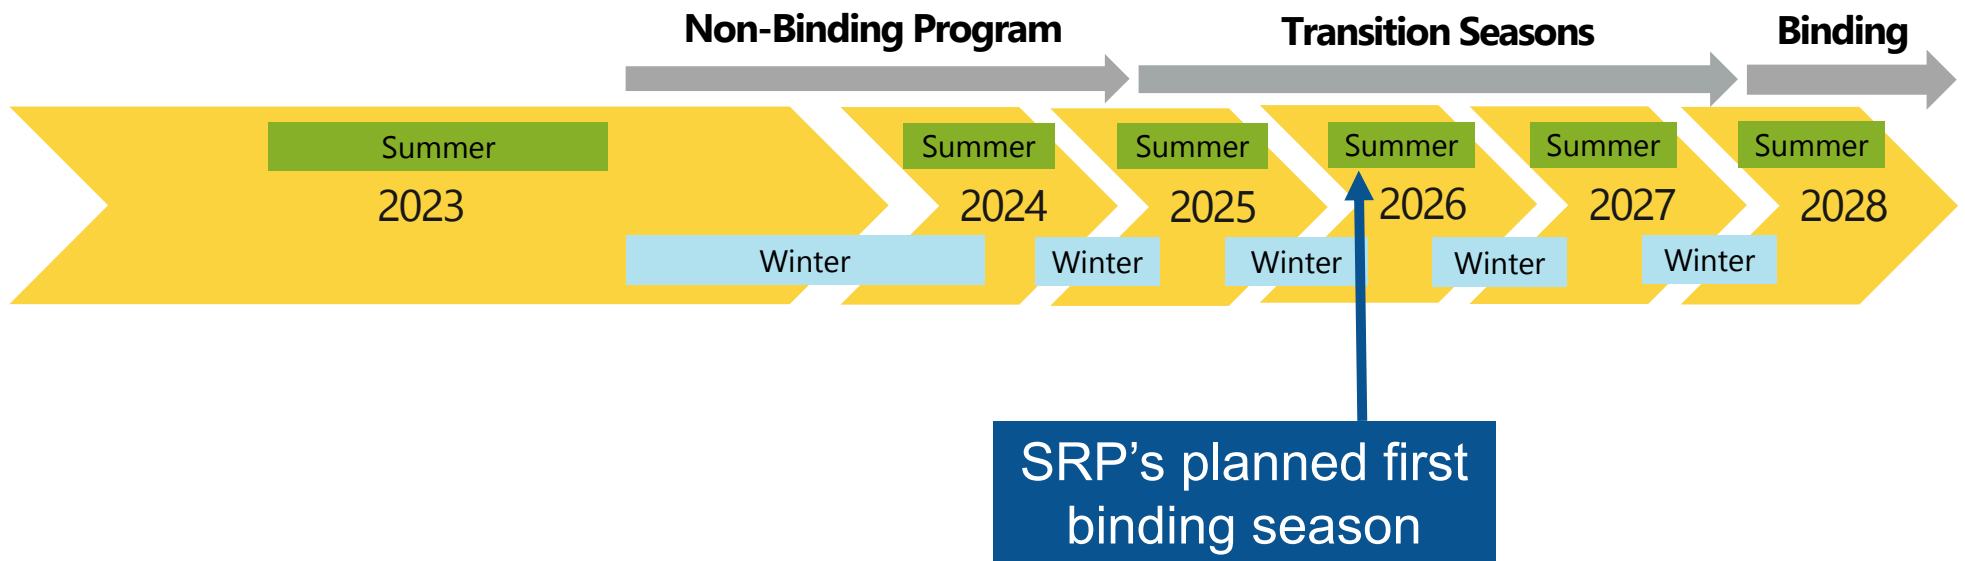 Non-Binding Program
Transition Seasons
Binding
Summer
Summer
Summer
Summer
Summer
Summer
2023
2024
2025
2026
2027
2028
Winter
Winter
Winter
Winter
Winter
SRP’s planned first
binding season